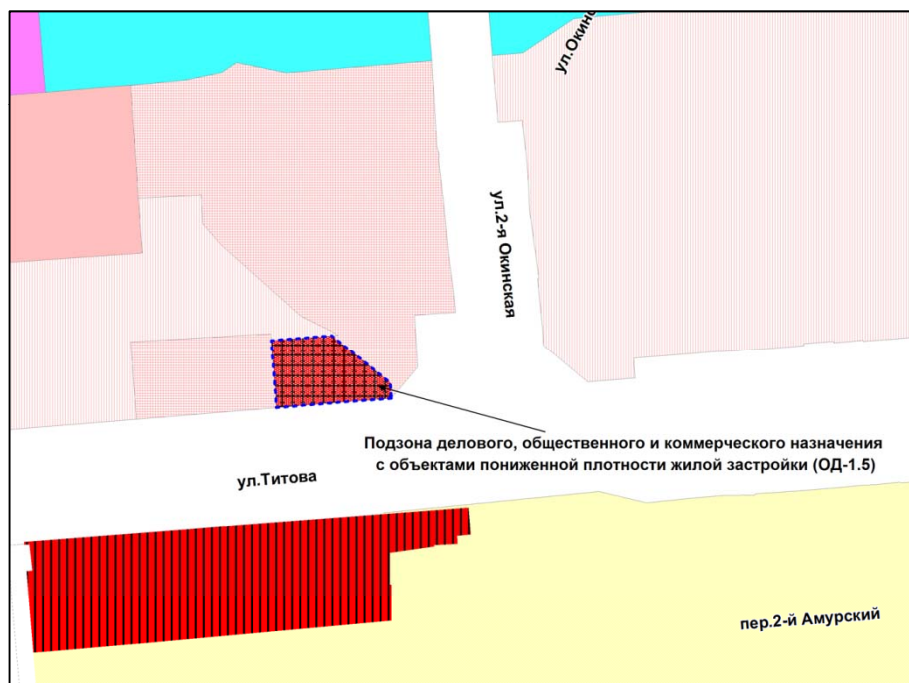 ул.Окинс
ул.2-я Окинская
Подзона делового, общественного и коммерческого назначения
с объектами пониженной плотности жилой застройки (ОД-1.5)
ул.Титова
пер.2-й Амурский